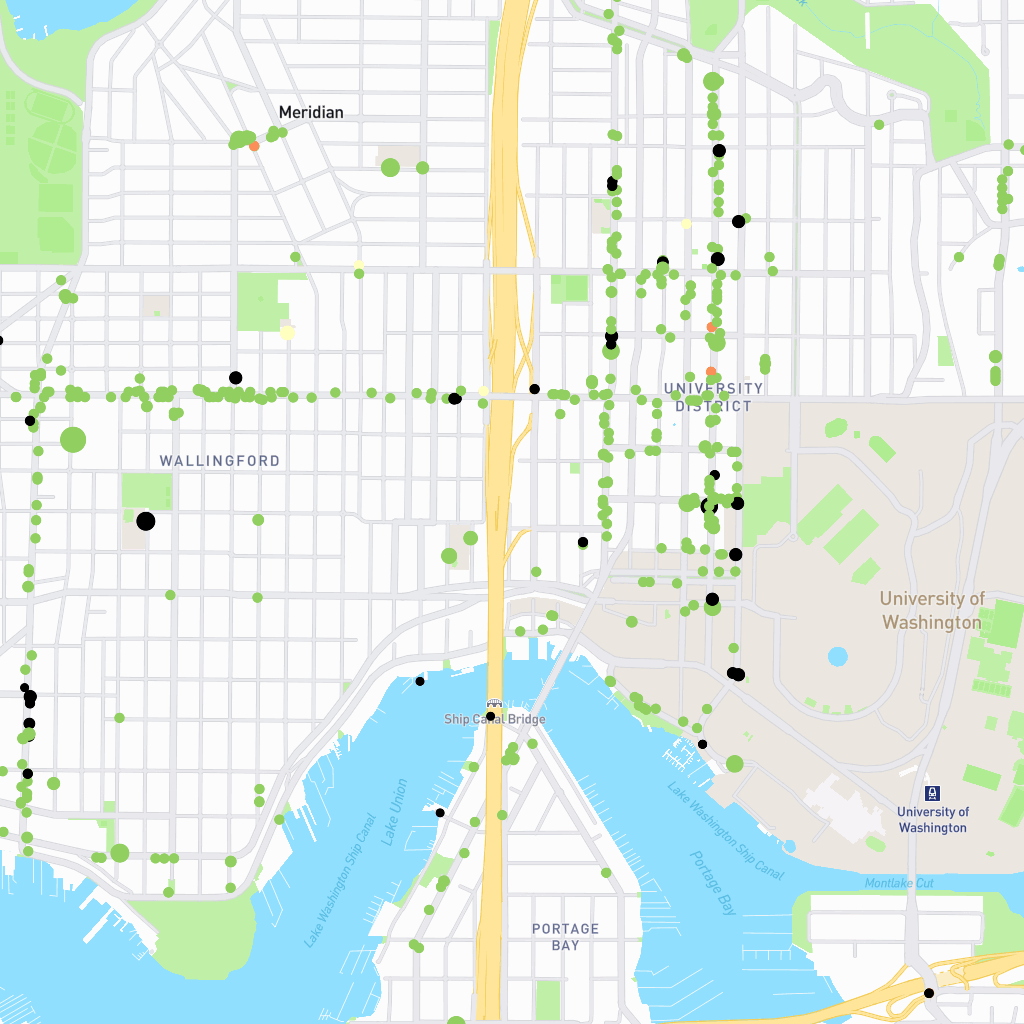 Meridian
UNIVERSITY
DISTRICT
WALLINGFORD
University of
Washington
Ship Canal Bridge
Lake Union
Lake Washington Ship Canal
Lake Washington Ship Canal
University of
Washington
Portage Bay
Montlake Cut
PORTAGE
BAY